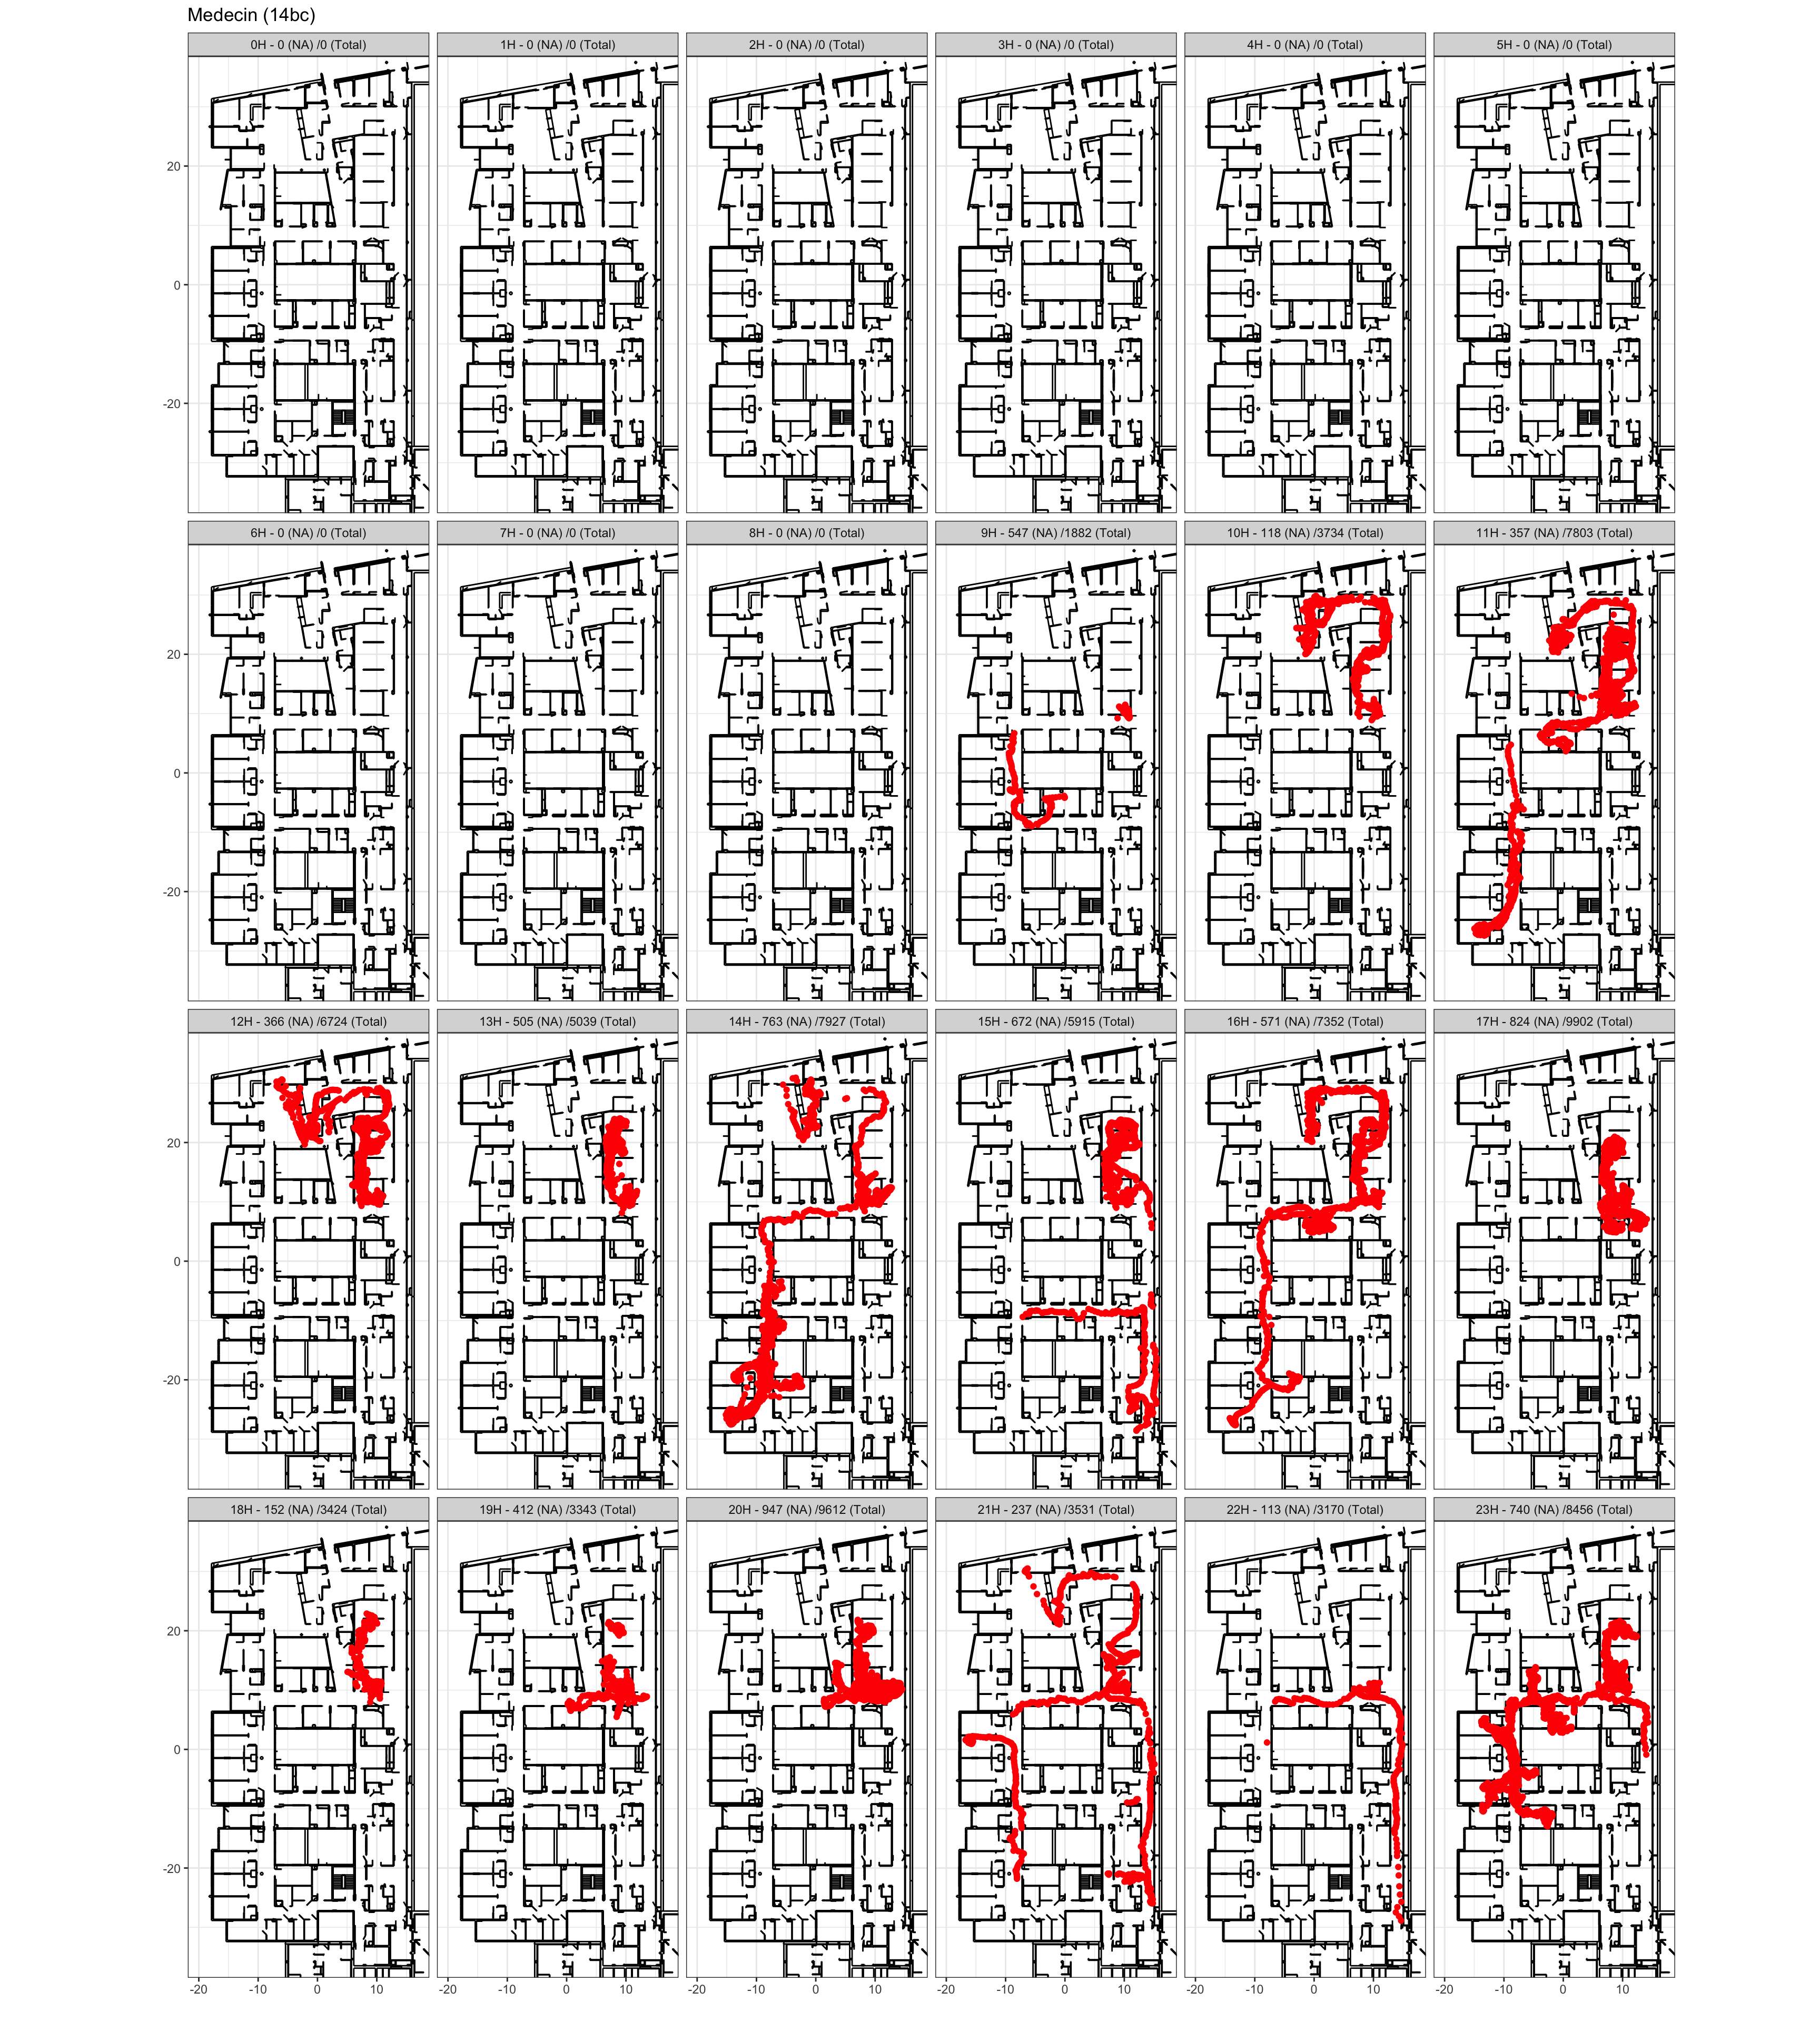 Medecin (14bc)
0H - 0 (NA) /0 (Total) 1H - 0 (NA) /0 (Total) 2H - 0 (NA) /0 (Total) 3H - 0 (NA) /0 (Total) 4H - 0 (NA) /0 (Total) 5H - 0 (NA) /0 (Total)
20
0
-20
6H - 0 (NA) /0 (Total) 7H - 0 (NA) /0 (Total) 8H - 0 (NA) /0 (Total) 9H - 547 (NA) /1882 (Total) 10H - 118 (NA) /3734 (Total) 11H - 357 (NA) /7803 (Total)
20
0
-20
12H - 366 (NA) /6724 (Total) 13H - 505 (NA) /5039 (Total) 14H - 763 (NA) /7927 (Total) 15H - 672 (NA) /5915 (Total) 16H - 571 (NA) /7352 (Total) 17H - 824 (NA) /9902 (Total)
20
0
-20
18H - 152 (NA) /3424 (Total) 19H - 412 (NA) /3343 (Total) 20H - 947 (NA) /9612 (Total) 21H - 237 (NA) /3531 (Total) 22H - 113 (NA) /3170 (Total) 23H - 740 (NA) /8456 (Total)
20
0
-20
-20 -10 0 10 -20 -10 0 10 -20 -10 0 10 -20 -10 0 10 -20 -10 0 10 -20 -10 0 10